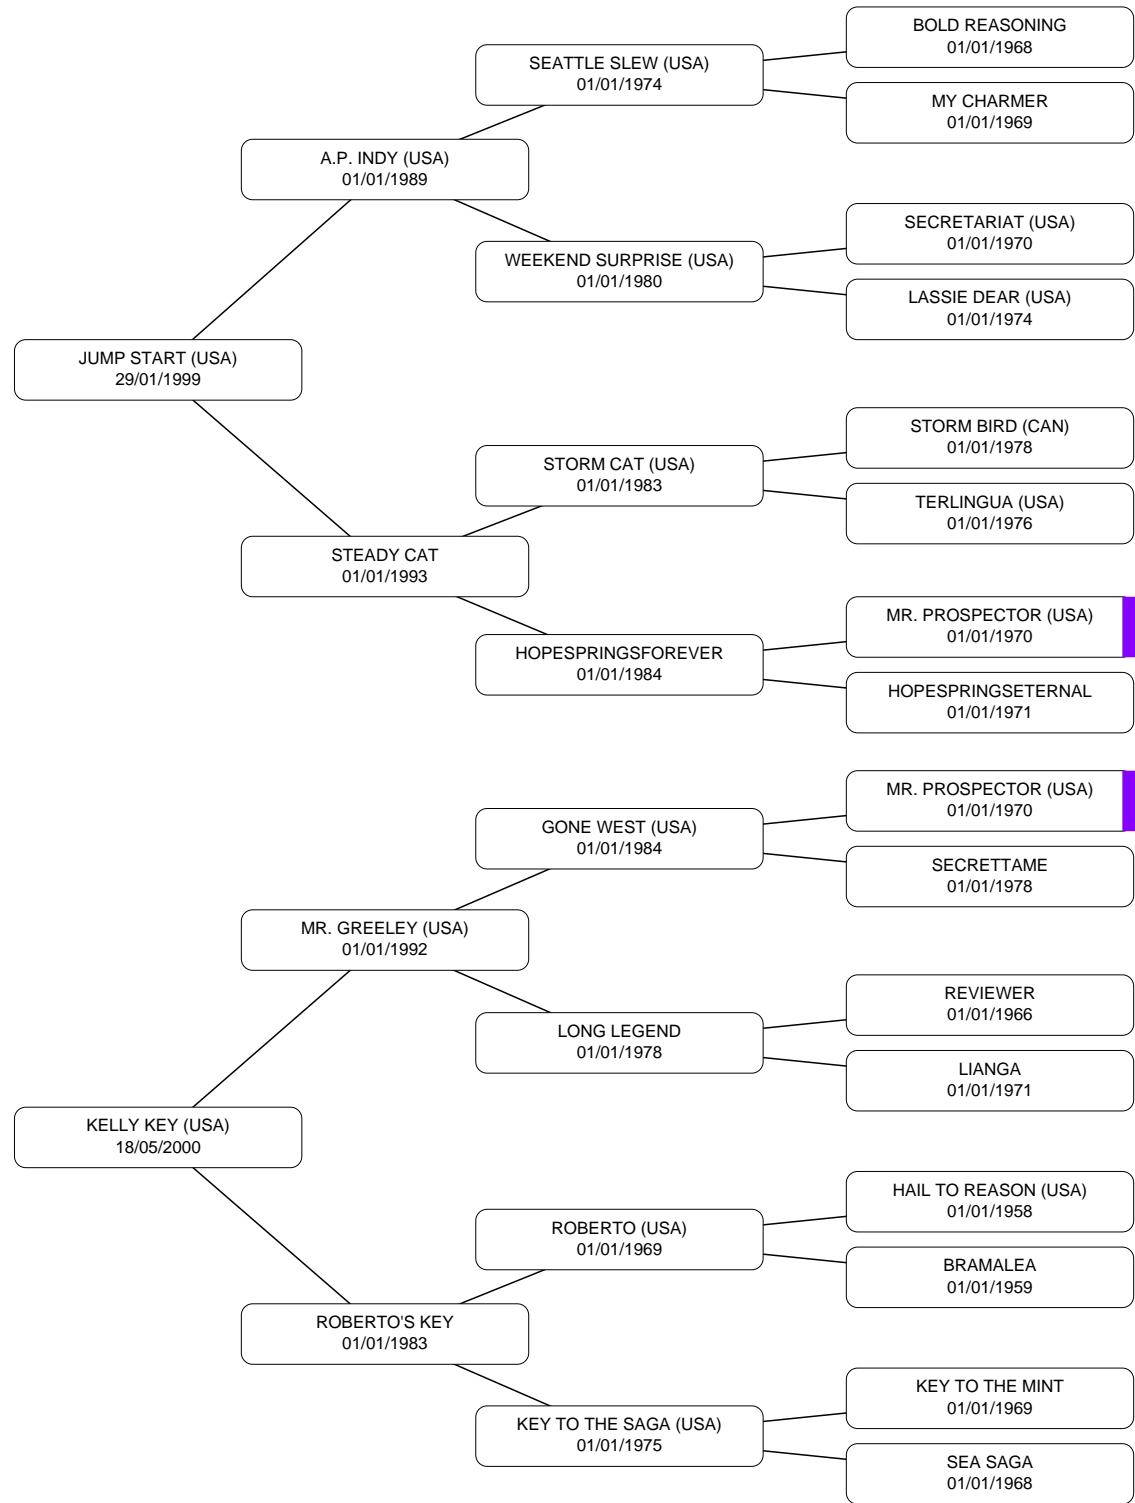 BOLD REASONING
01/01/1968
SEATTLE SLEW (USA)
01/01/1974
MY CHARMER
01/01/1969
A.P. INDY (USA)
01/01/1989
SECRETARIAT (USA)
01/01/1970
WEEKEND SURPRISE (USA)
01/01/1980
LASSIE DEAR (USA)
01/01/1974
JUMP START (USA)
29/01/1999
STORM BIRD (CAN)
01/01/1978
STORM CAT (USA)
01/01/1983
TERLINGUA (USA)
01/01/1976
STEADY CAT
01/01/1993
MR. PROSPECTOR (USA)
01/01/1970
HOPESPRINGSFOREVER
01/01/1984
HOPESPRINGSETERNAL
01/01/1971
MR. PROSPECTOR (USA)
01/01/1970
GONE WEST (USA)
01/01/1984
SECRETTAME
01/01/1978
MR. GREELEY (USA)
01/01/1992
REVIEWER
01/01/1966
LONG LEGEND
01/01/1978
LIANGA
01/01/1971
KELLY KEY (USA)
18/05/2000
HAIL TO REASON (USA)
01/01/1958
ROBERTO (USA)
01/01/1969
BRAMALEA
01/01/1959
ROBERTO'S KEY
01/01/1983
KEY TO THE MINT
01/01/1969
KEY TO THE SAGA (USA)
01/01/1975
SEA SAGA
01/01/1968